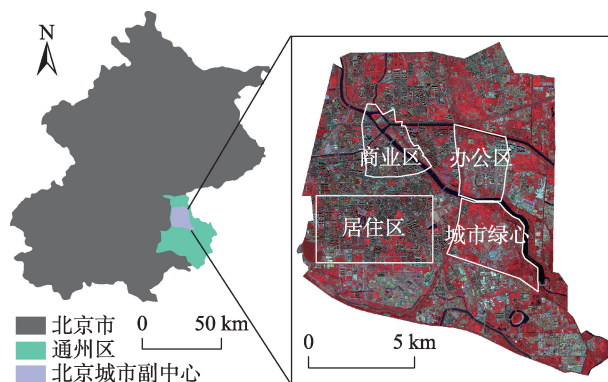 N
商业区
办公区
居住区
城市绿心
北京市
通州区
北京城市副中心
0 50 km
0 5 km